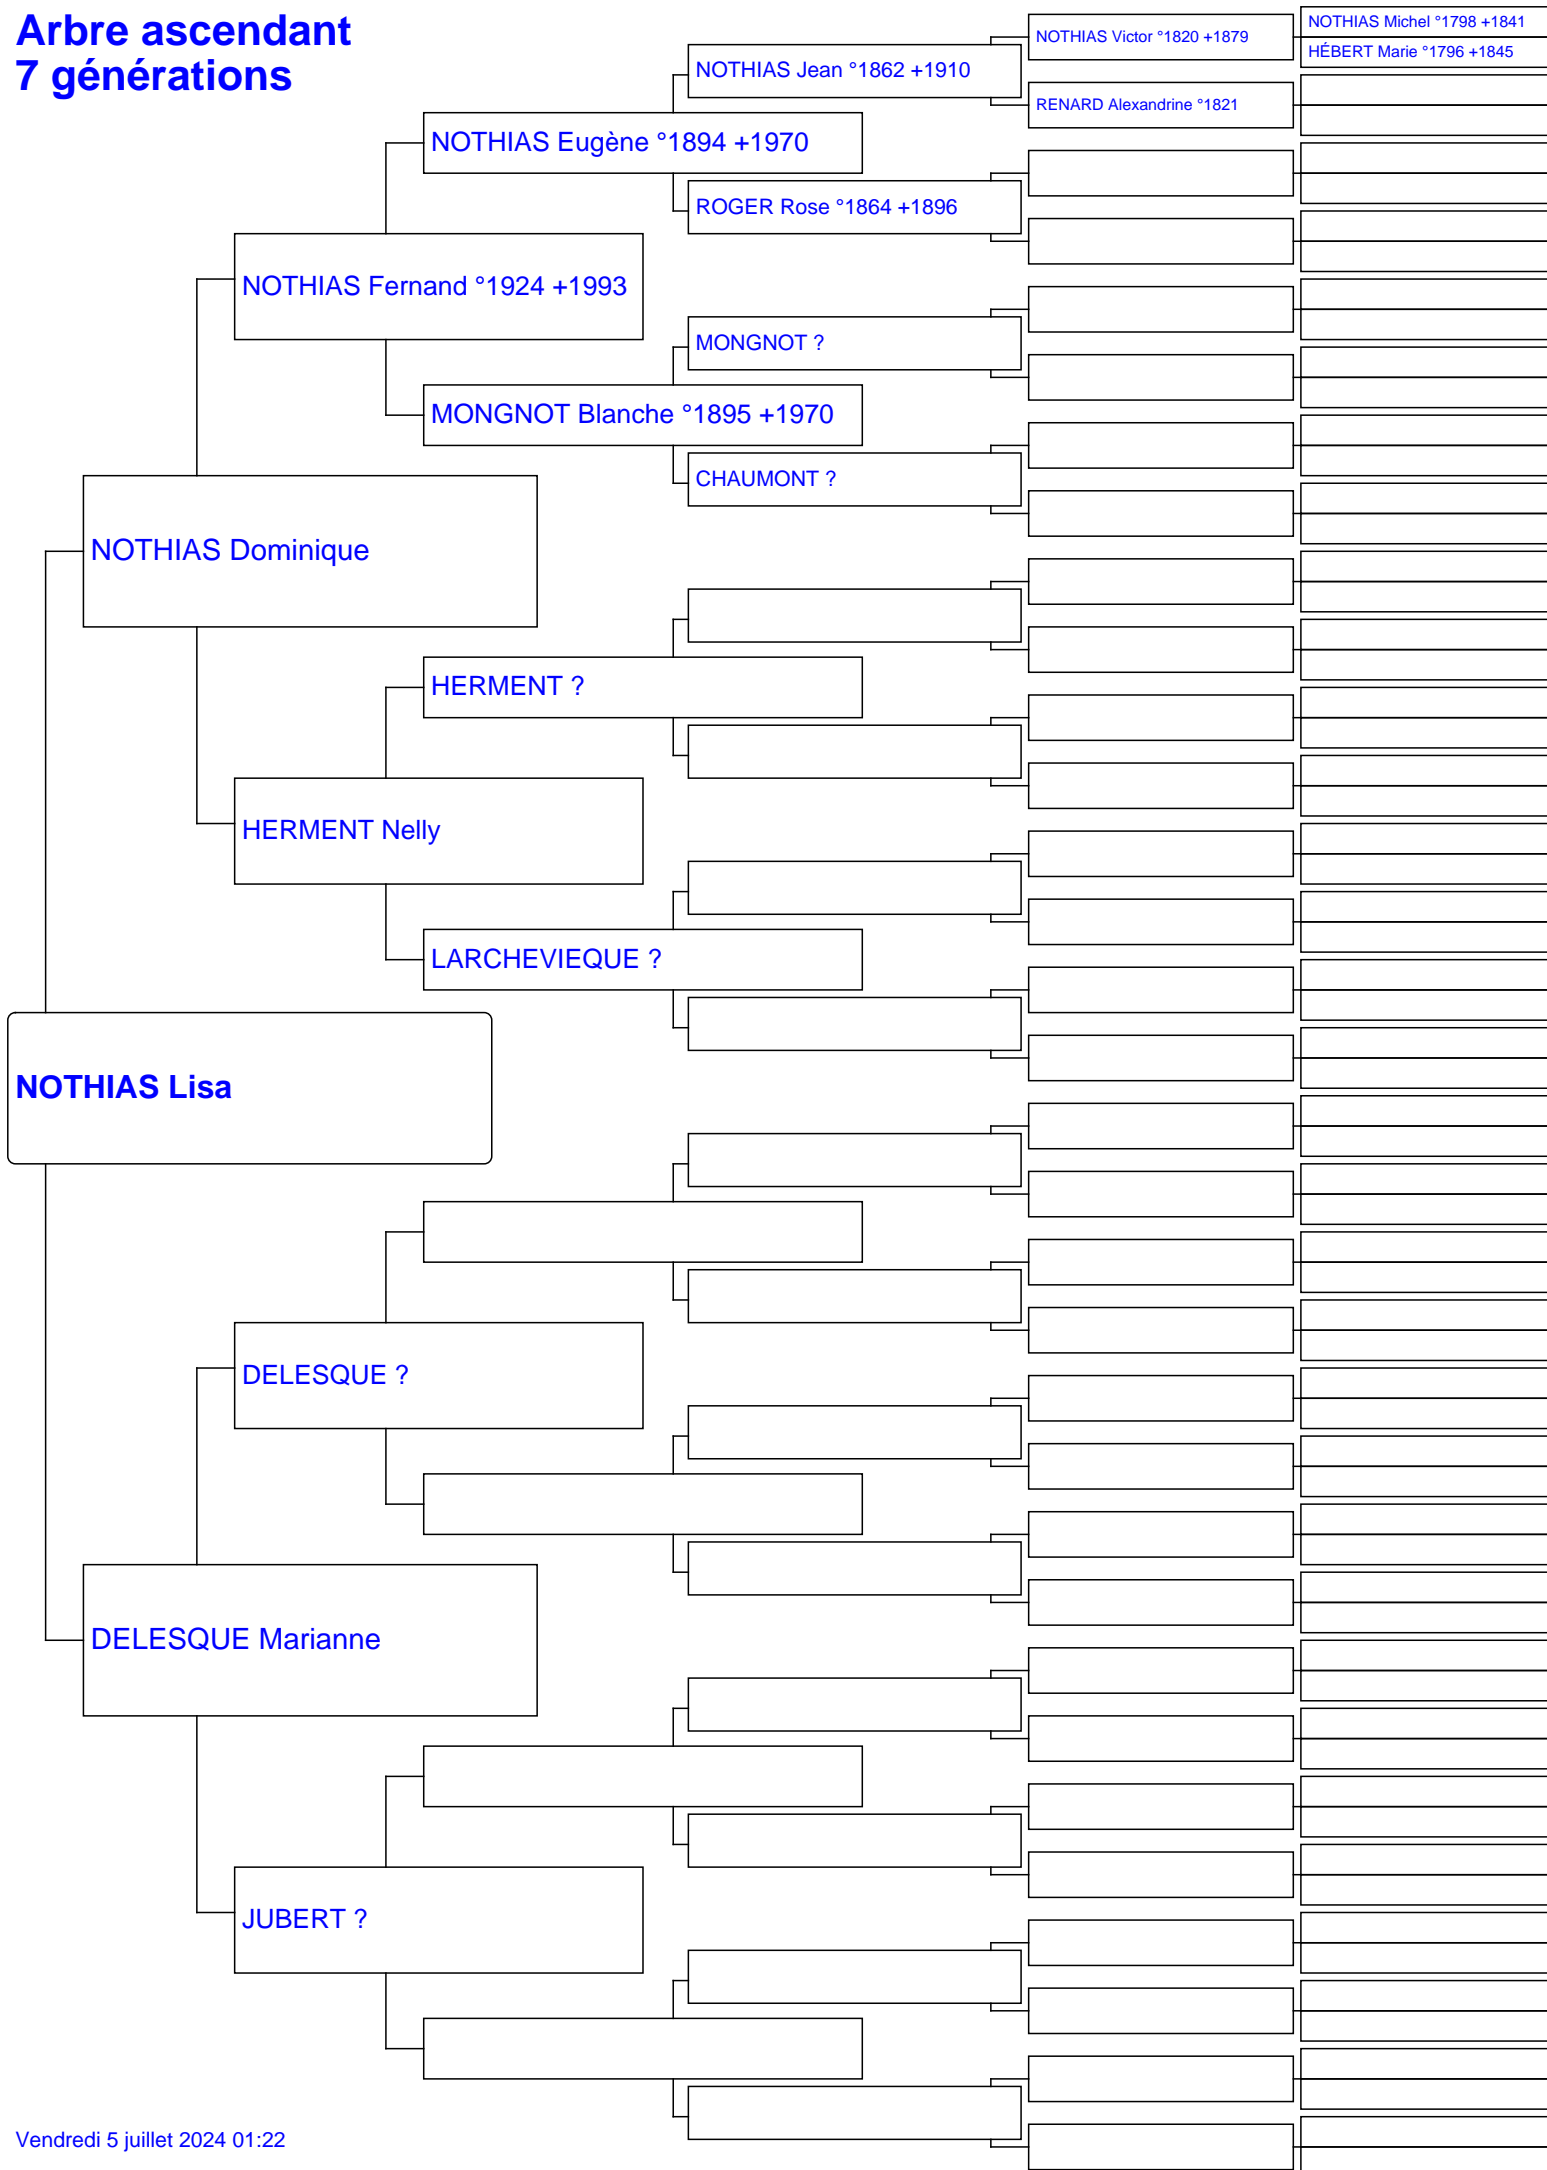 Arbre ascendant
7 générations
NOTHIAS Michel °1798 +1841
NOTHIAS Victor °1820 +1879
HÉBERT Marie °1796 +1845
NOTHIAS Jean °1862 +1910
RENARD Alexandrine °1821
NOTHIAS Eugène °1894 +1970
ROGER Rose °1864 +1896
NOTHIAS Fernand °1924 +1993
MONGNOT ?
MONGNOT Blanche °1895 +1970
CHAUMONT ?
NOTHIAS Dominique
HERMENT ?
HERMENT Nelly
LARCHEVIEQUE ?
NOTHIAS Lisa
DELESQUE ?
DELESQUE Marianne
JUBERT ?
Vendredi 5 juillet 2024 01:22